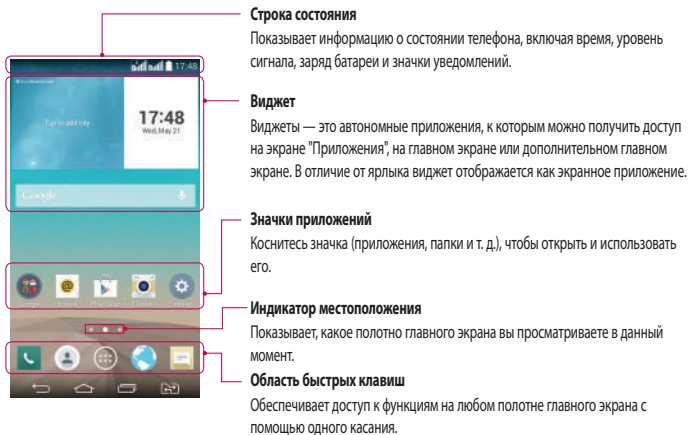 Строка состояния
Показывает информацию о состоянии телефона, включая время, уровень
сигнала, заряд батареи и значки уведомлений.
17:48
Виджет
Виджеты — это автономные приложения, к которым можно получить доступ
на экране "Приложения", на главном экране или дополнительном главном
экране. В отличие от ярлыка виджет отображается как экранное приложение.
Tap to add city
17:48
Wed, May 21
Google
Значки приложений
Коснитесь значка (приложения, папки и т. д.), чтобы открыть и использовать
его.
Индикатор местоположения
Показывает, какое полотно главного экрана вы просматриваете в данный
момент.
Область быстрых клавиш
Обеспечивает доступ к функциям на любом полотне главного экрана с
помощью одного касания.